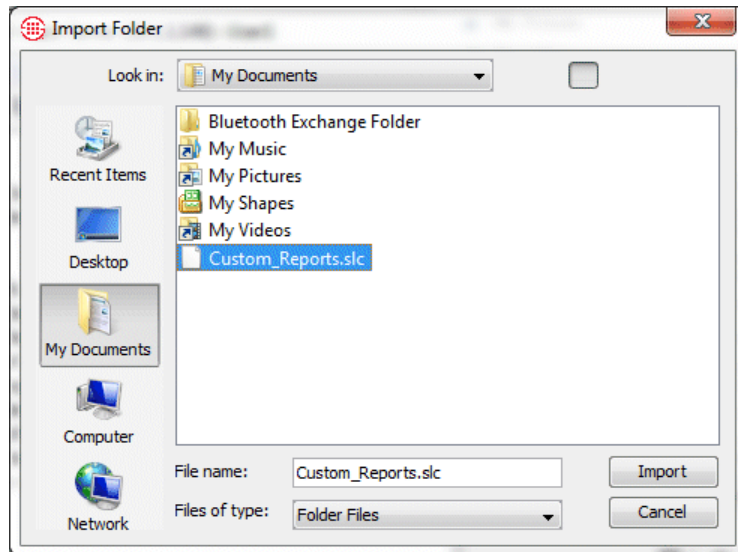 Import Folder
Look in: My Documents
Recent Items
Desktop
My Documents
Computer
Network
Bluetooth Exchange Folder
My Music
My Pictures
My Shapes
My Videos
Custom_Reports.slc
File name: Custom_Reports.slc Import
Files of type: Folder Files Cancel